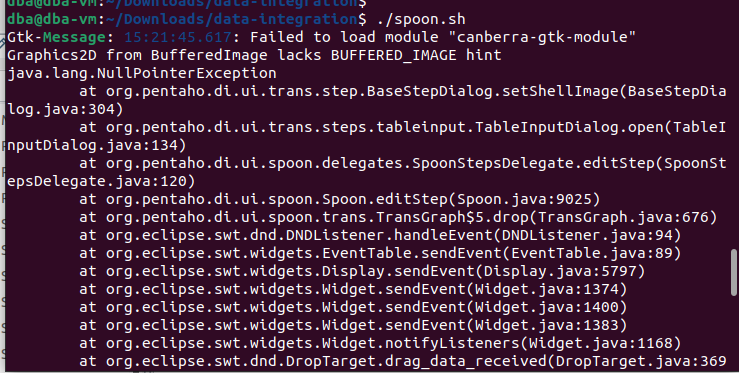 dba@dba-vm:~/Downloads/data-integration$
dba@dba-vm:~/Downloads/data-integration$ ./spoon.sh
Gtk-Message: 15:21:45.617: Failed to load module "canberra-gtk-module"
Graphics2D from BufferedImage lacks BUFFERED_IMAGE hint
java.lang.NullPointerException
        at org.pentaho.di.ui.trans.step.BaseStepDialog.setShellImage(BaseStepDia
log.java:304)
        at org.pentaho.di.ui.trans.steps.tableinput.TableInputDialog.open(TableI
nputDialog.java:134)
        at org.pentaho.di.ui.spoon.delegates.SpoonStepsDelegate.editStep(SpoonSt
epsDelegate.java:120)
        at org.pentaho.di.ui.spoon.Spoon.editStep(Spoon.java:9025)
        at org.pentaho.di.ui.spoon.trans.TransGraph$5.drop(TransGraph.java:676)
        at org.eclipse.swt.dnd.DNDListener.handleEvent(DNDListener.java:94)
        at org.eclipse.swt.widgets.EventTable.sendEvent(EventTable.java:89)
        at org.eclipse.swt.widgets.Display.sendEvent(Display.java:5797)
        at org.eclipse.swt.widgets.Widget.sendEvent(Widget.java:1374)
        at org.eclipse.swt.widgets.Widget.sendEvent(Widget.java:1400)
        at org.eclipse.swt.widgets.Widget.sendEvent(Widget.java:1383)
        at org.eclipse.swt.widgets.Widget.notifyListeners(Widget.java:1168)
        at org.eclipse.swt.dnd.DropTarget.drag_data_received(DropTarget.java:369